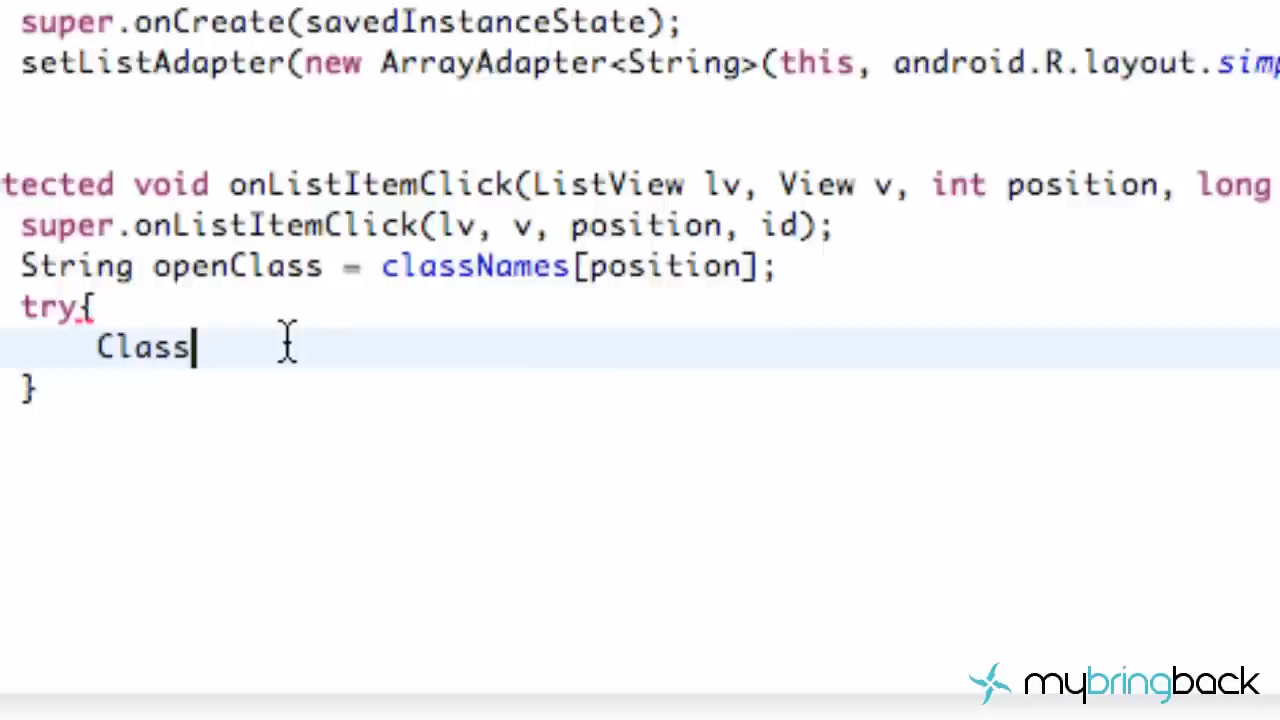 super.onCreate(savedInstanceState);
setListAdapter(new ArrayAdapter<String>(this, android.R.layout.simp
tected void onListItemClick(ListView lv, View v, int position, long
super.onListItemClick(lv, v, position, id);
String openClass = classNames[position];
try{
Class
}
mybringback